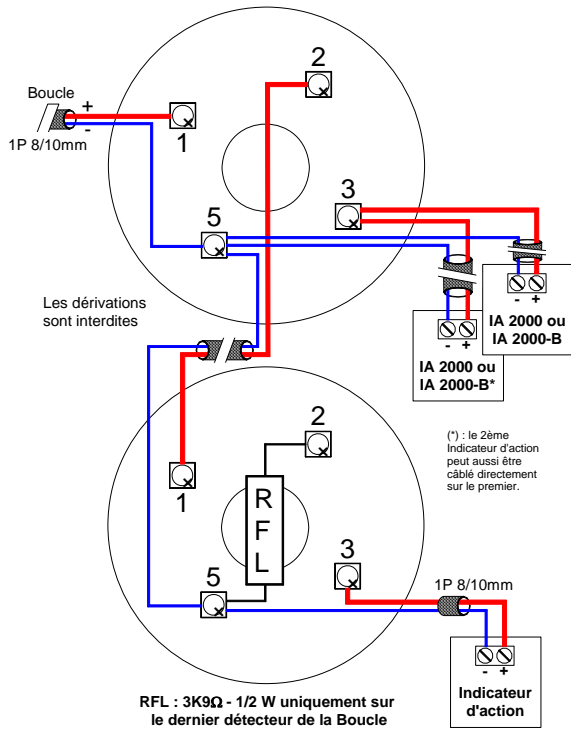 Boucle
+
-
1P 8/10mm
1
2
3
5
Les dérivations
sont interdites
- +
IA 2000 ou
IA 2000-B
- +
IA 2000 ou
IA 2000-B*
(*) : le 2ème
Indicateur d'action
peut aussi être
câblé directement
sur le premier.
2
1
R
F
L
3
5
1P 8/10mm
- +
Indicateur
d'action
RFL : 3K9Ω - 1/2 W uniquement sur
le dernier détecteur de la Boucle